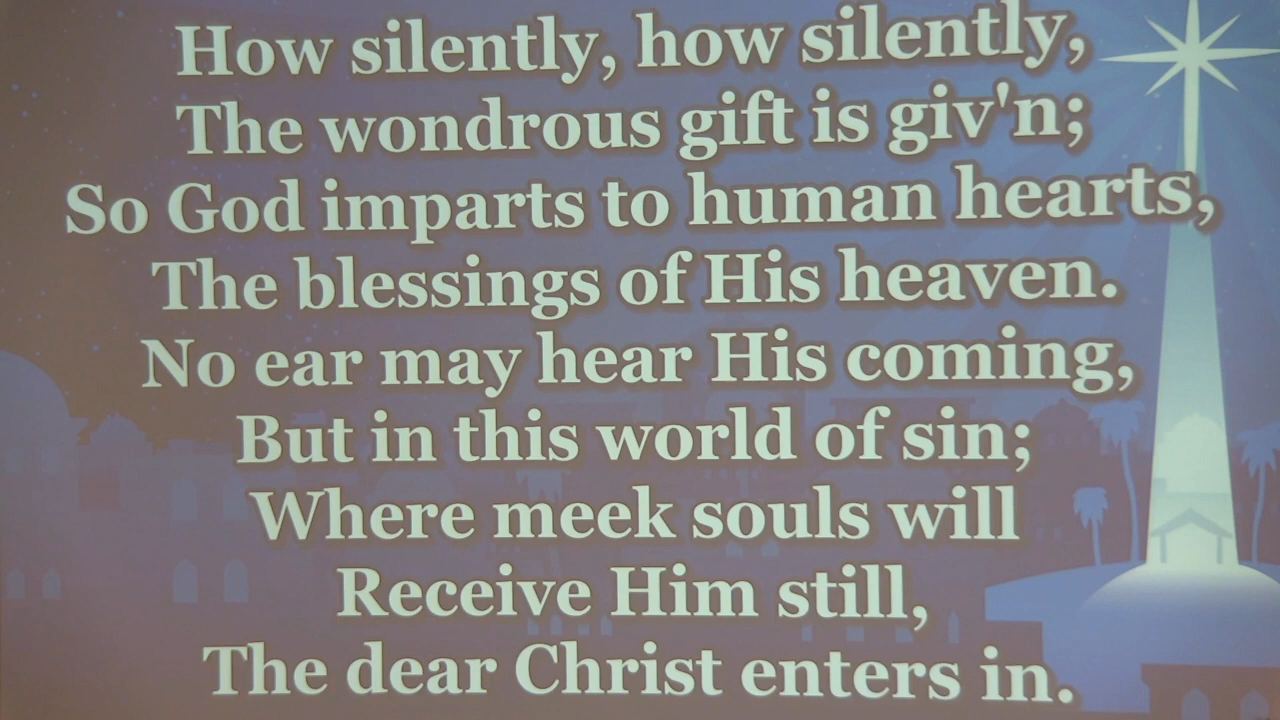 How silently, how silently,
The wondrous gift is giv'n;
So God imparts to human hearts,
The blessings of His heaven.
No ear may hear His coming,
But in this world of sin;
Where meek souls will
Receive Him still,
The dear Christ enters in.